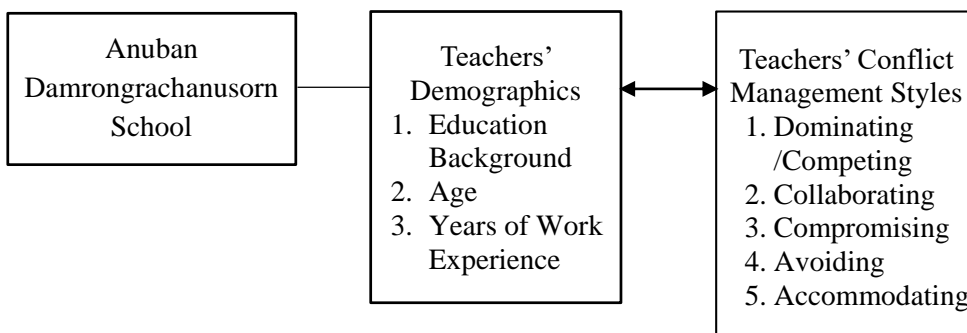 Anuban
Damrongrachanusorn
School
Teachers’
Demographics
1. Education
Background
2. Age
3. Years of Work
Experience
Teachers’ Conflict
Management Styles
1. Dominating
/Competing
2. Collaborating
3. Compromising
4. Avoiding
5. Accommodating